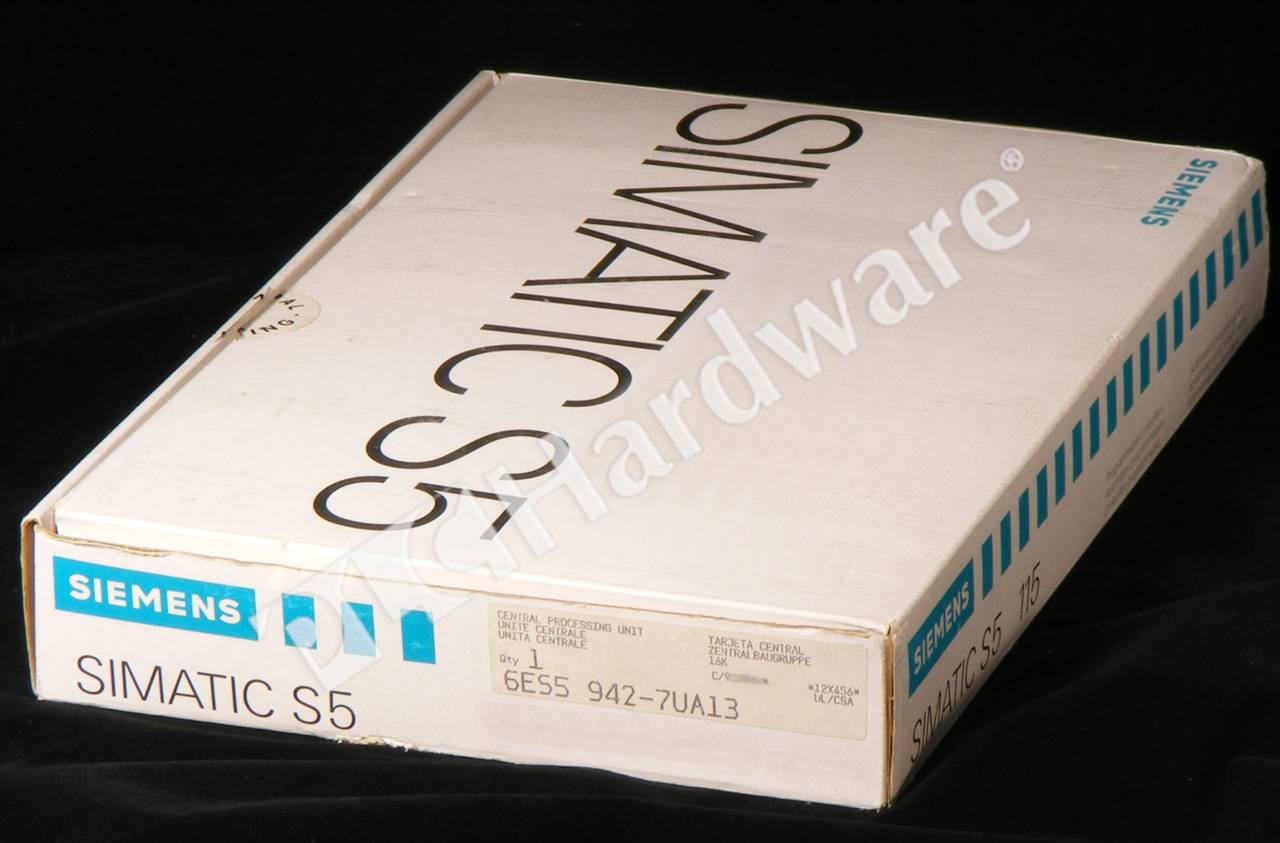 SIMATIC S5
SIEMENS
PLCHardware®
SIEMENS
SIMATIC S5
CENTRAL PROCESSING UNIT
UNITE CENTRALE
UNITA CENTRALE
TARJETA CENTRAL
ZENTRALBAUGRUPPE
16K
Qty 1
C/9
*12X456*
UL/CSA
6ES5 942-7UA13
SIEMENS
SIMATIC S5 115